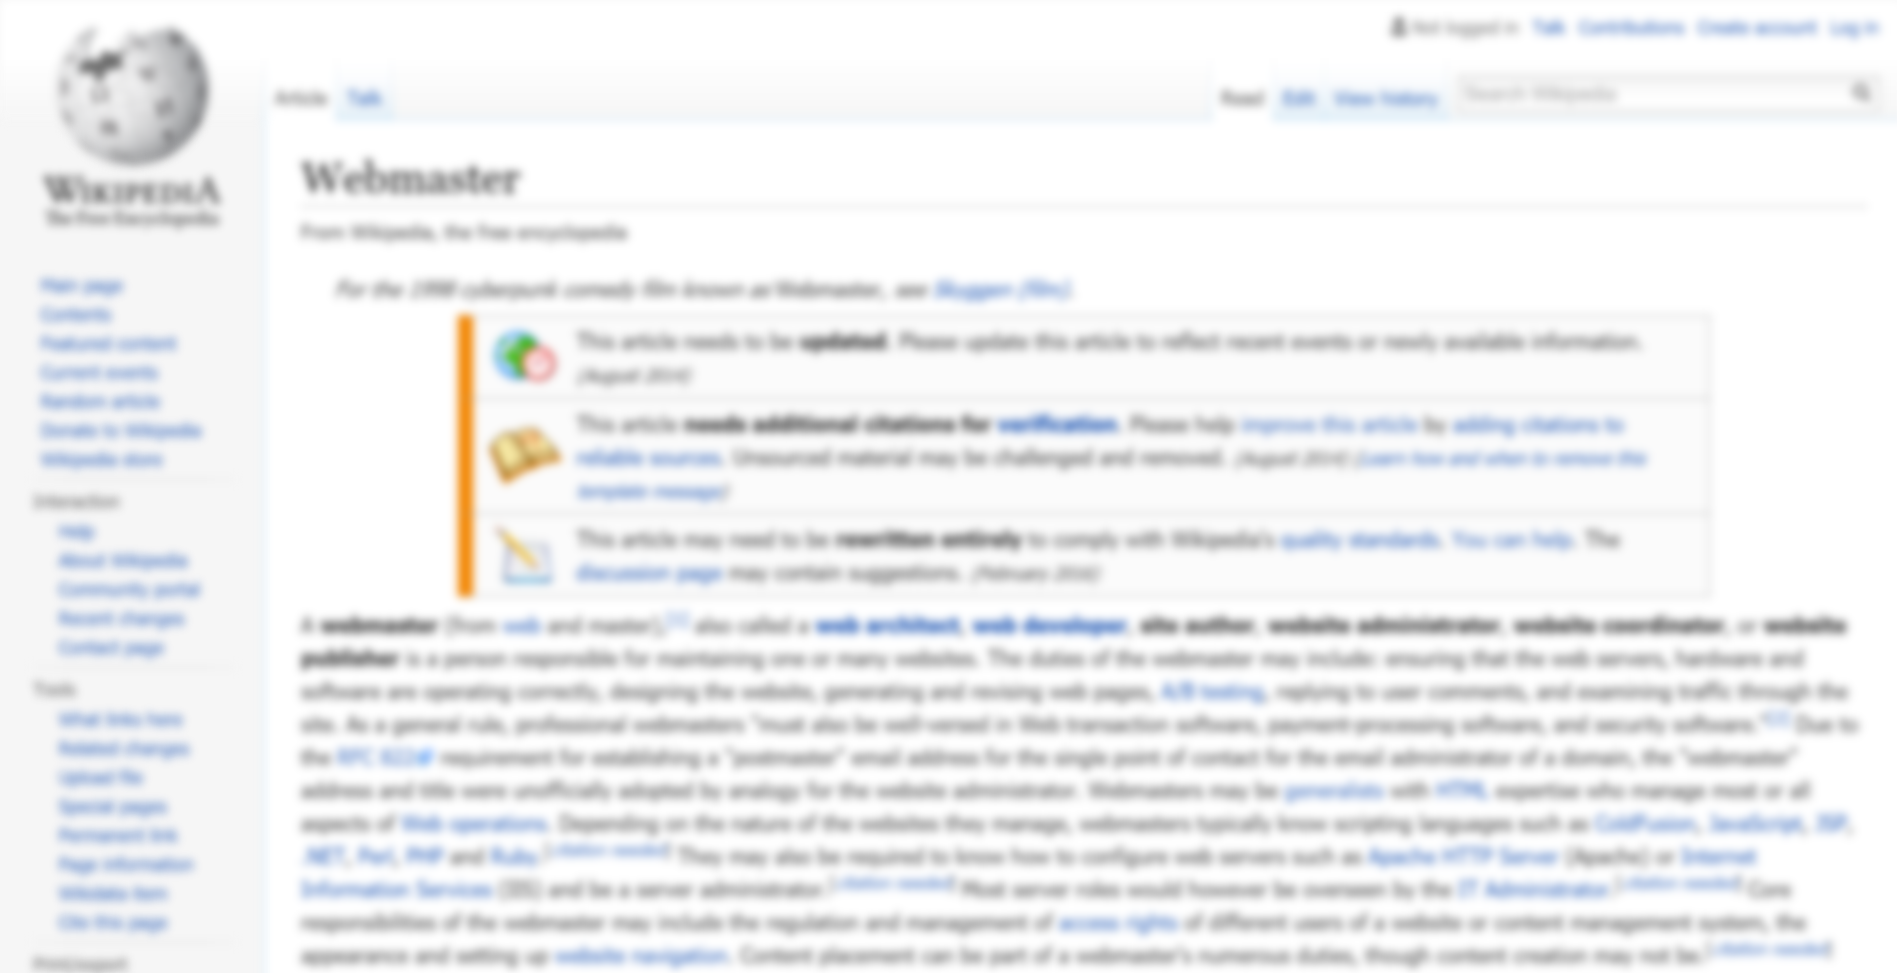 Not logged in Talk Contributions Create account Log in
Article Talk
Read Edit View history Search Wikipedia
WIKIPEDIA
The Free Encyclopedia
Main page
Contents
Featured content
Current events
Random article
Donate to Wikipedia
Wikipedia store
Interaction
Help
About Wikipedia
Community portal
Recent changes
Contact page
Tools
What links here
Related changes
Upload file
Special pages
Permanent link
Page information
Wikidata item
Cite this page
Print/export
Webmaster
From Wikipedia, the free encyclopedia
For the 1998 cyberpunk comedy film known as Webmaster, see Skyggen (film).
This article needs to be updated. Please update this article to reflect recent events or newly available information.
(August 2014)
This article needs additional citations for verification. Please help improve this article by adding citations to
reliable sources. Unsourced material may be challenged and removed. (August 2014) (Learn how and when to remove this
template message)
This article may need to be rewritten entirely to comply with Wikipedia's quality standards. You can help. The
discussion page may contain suggestions. (February 2016)
A webmaster (from web and master),[1] also called a web architect, web developer, site author, website administrator, website coordinator, or website
publisher is a person responsible for maintaining one or many websites. The duties of the webmaster may include: ensuring that the web servers, hardware and
software are operating correctly, designing the website, generating and revising web pages, A/B testing, replying to user comments, and examining traffic through the
site. As a general rule, professional webmasters "must also be well-versed in Web transaction software, payment-processing software, and security software."[2] Due to
the RFC 822 requirement for establishing a "postmaster" email address for the single point of contact for the email administrator of a domain, the "webmaster"
address and title were unofficially adopted by analogy for the website administrator. Webmasters may be generalists with HTML expertise who manage most or all
aspects of Web operations. Depending on the nature of the websites they manage, webmasters typically know scripting languages such as ColdFusion, JavaScript, JSP,
.NET, Perl, PHP and Ruby.[citation needed] They may also be required to know how to configure web servers such as Apache HTTP Server (Apache) or Internet
Information Services (IIS) and be a server administrator.[citation needed] Most server roles would however be overseen by the IT Administrator.[citation needed] Core
responsibilities of the webmaster may include the regulation and management of access rights of different users of a website or content management system, the
appearance and setting up website navigation. Content placement can be part of a webmaster's numerous duties, though content creation may not be.[citation needed]